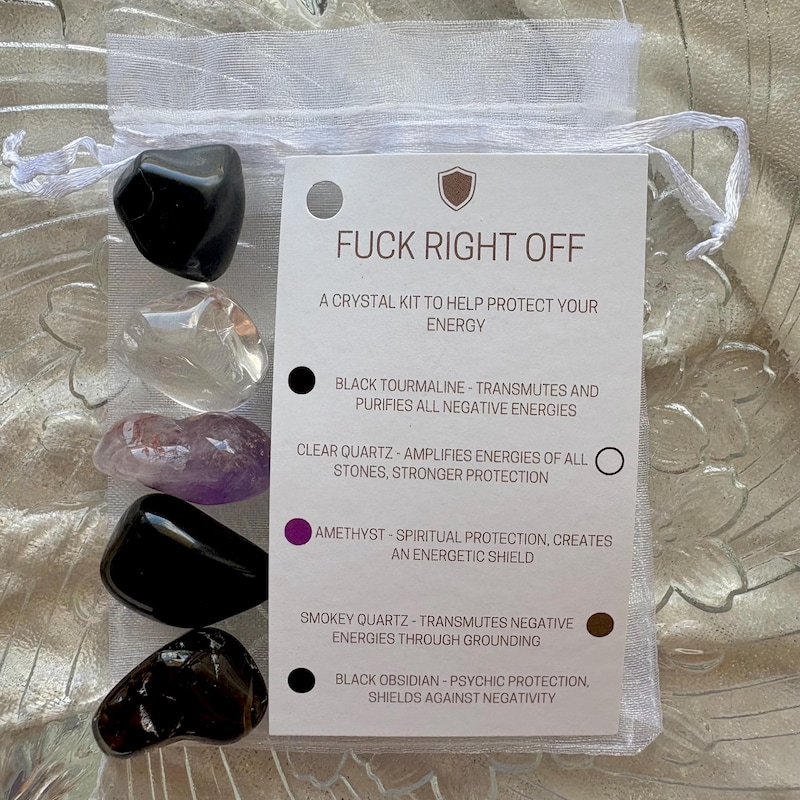 FUCK RIGHT OFF
A CRYSTAL KIT TO HELP PROTECT YOUR
ENERGY
BLACK TOURMALINE - TRANSMUTES AND
PURIFIES ALL NEGATIVE ENERGIES
CLEAR QUARTZ - AMPLIFIES ENERGIES OF ALL
STONES, STRONGER PROTECTION
AMETHYST - SPIRITUAL PROTECTION, CREATES
AN ENERGETIC SHIELD
SMOKEY QUARTZ - TRANSMUTES NEGATIVE
ENERGIES THROUGH GROUNDING
BLACK OBSIDIAN - PSYCHIC PROTECTION,
SHIELDS AGAINST NEGATIVITY